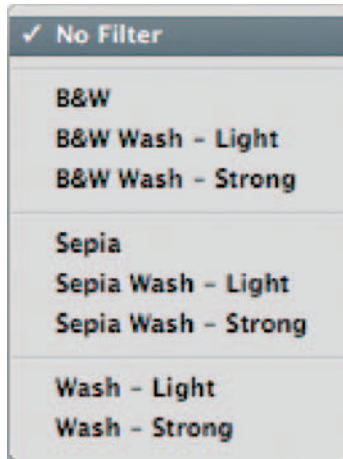 ✓ No Filter
B&W
B&W Wash – Light
B&W Wash – Strong
Sepia
Sepia Wash – Light
Sepia Wash – Strong
Wash – Light
Wash – Strong